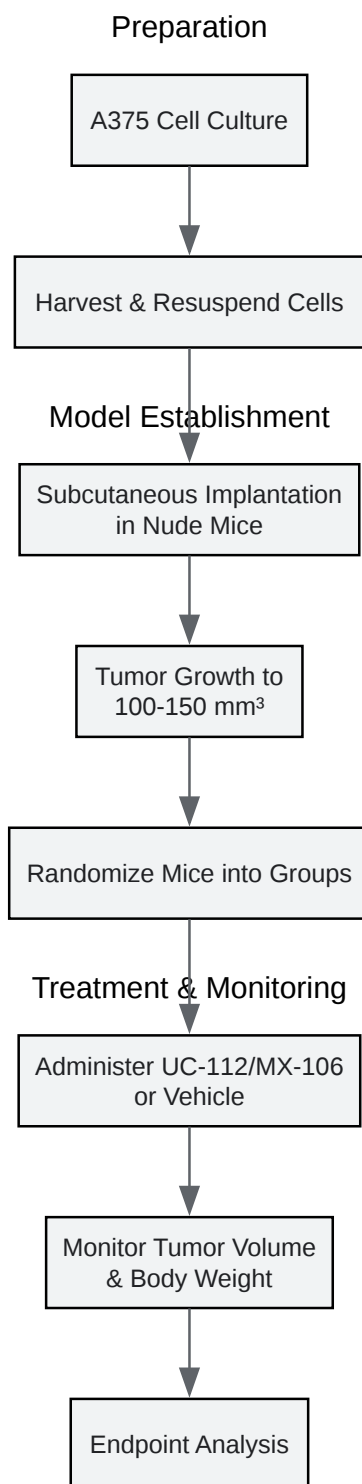 Preparation
A375 Cell Culture
Harvest & Resuspend Cells
Model Establishment
Subcutaneous Implantation
in Nude Mice
Tumor Growth to
100-150 mm³
Randomize Mice into Groups
Treatment & Monitoring
Administer UC-112/MX-106
or Vehicle
Monitor Tumor Volume
& Body Weight
Endpoint Analysis